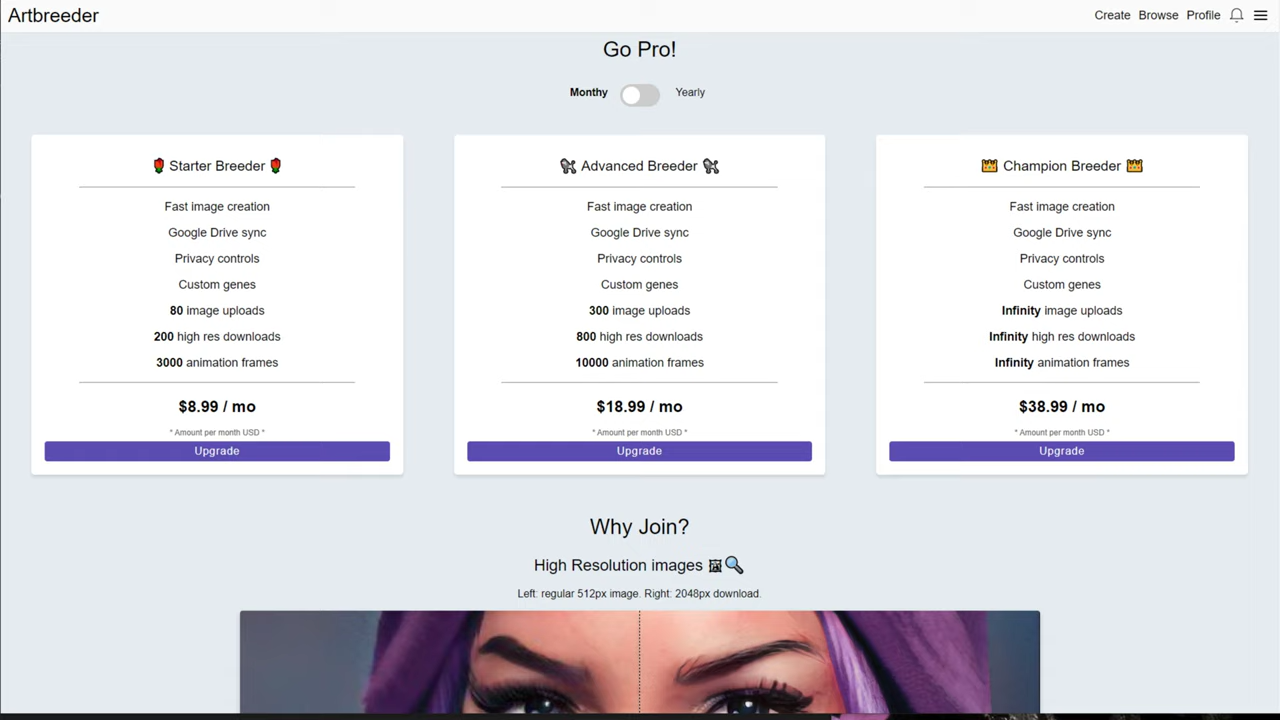 Artbreeder
Create Browse Profile
Go Pro!
Monthy Yearly
Starter Breeder
Fast image creation
Google Drive sync
Privacy controls
Custom genes
80 image uploads
200 high res downloads
3000 animation frames
$8.99 / mo
* Amount per month USD *
Upgrade
Advanced Breeder
Fast image creation
Google Drive sync
Privacy controls
Custom genes
300 image uploads
800 high res downloads
10000 animation frames
$18.99 / mo
* Amount per month USD *
Upgrade
Champion Breeder
Fast image creation
Google Drive sync
Privacy controls
Custom genes
Infinity image uploads
Infinity high res downloads
Infinity animation frames
$38.99 / mo
* Amount per month USD *
Upgrade
Why Join?
High Resolution images
Left: regular 512px image. Right: 2048px download.